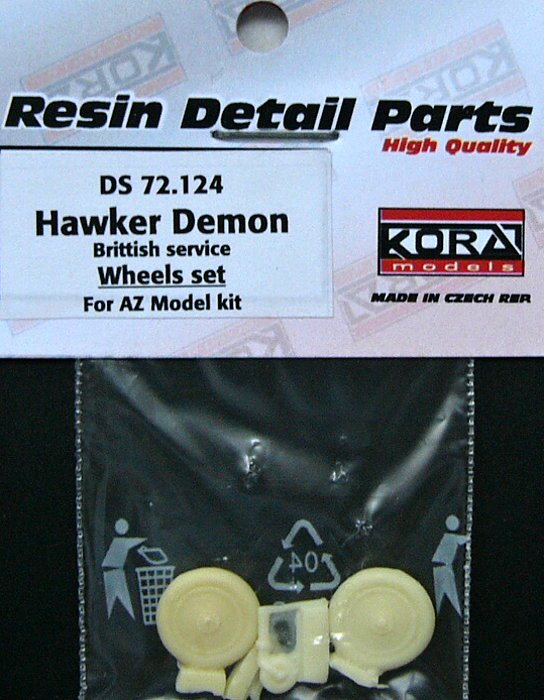 Resin Detail Parts
High Quality
DS 72.124
Hawker Demon
Brittish service
Wheels set
For AZ Model kit
KORA
models
MADE IN CZECH REP.
04